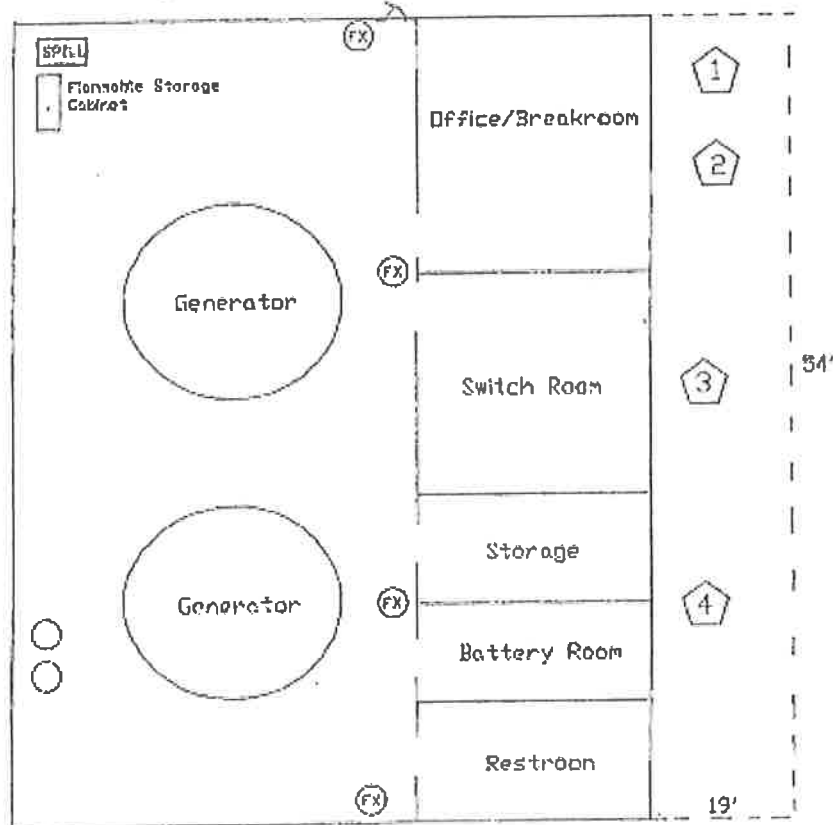 FX
SPILL
Flammable Storage
Cabinet
1
Office/Breakroom
2
FX
Generator
Switch Room
3
54'
Storage
Generator
FX
4
Battery Room
Restroom
FX
19'